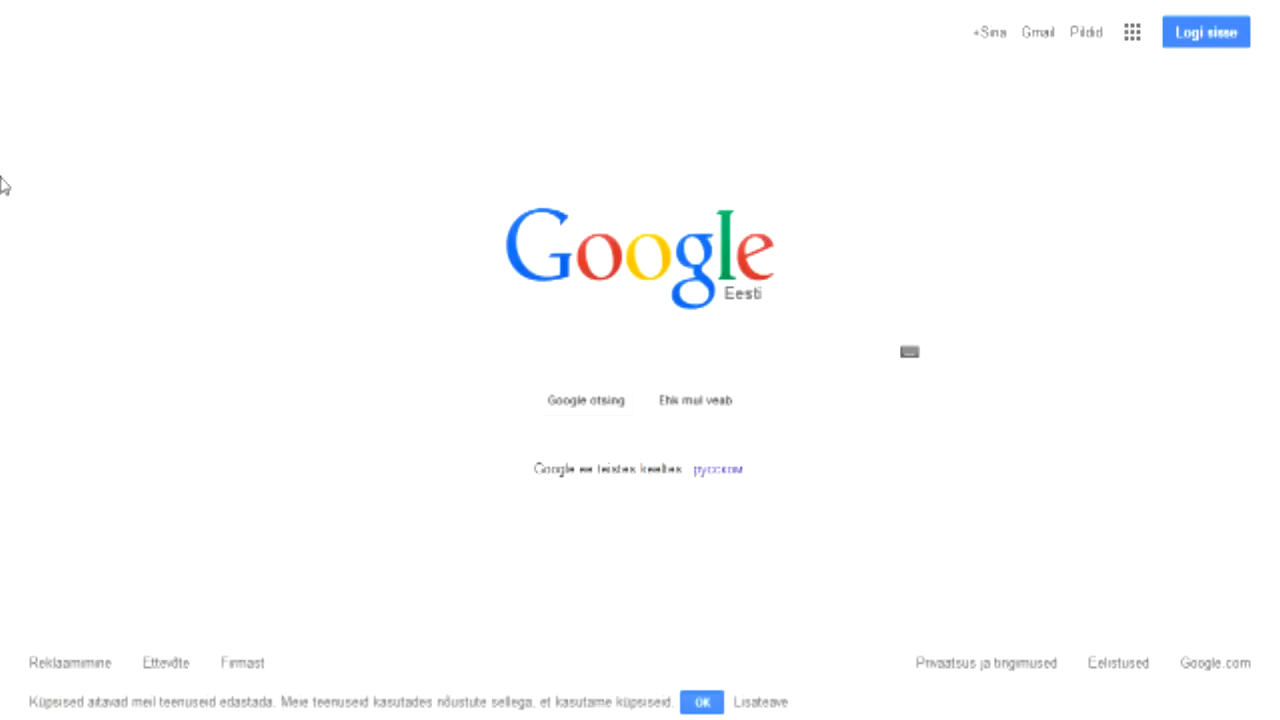 +Sina Gmail Pildid Logi sisse
Google
Eesti
Google otsing Ehk mul veab
Google ee teistes keeltes русском
Reklaamimine Ettevõte Firmast Privaatsus ja tingimused Eelistused Google.com
Küpsised aitavad meil teenuseid edastada. Meie teenuseid kasutades nõustute sellega, et kasutame küpsiseid. OK Lisateave